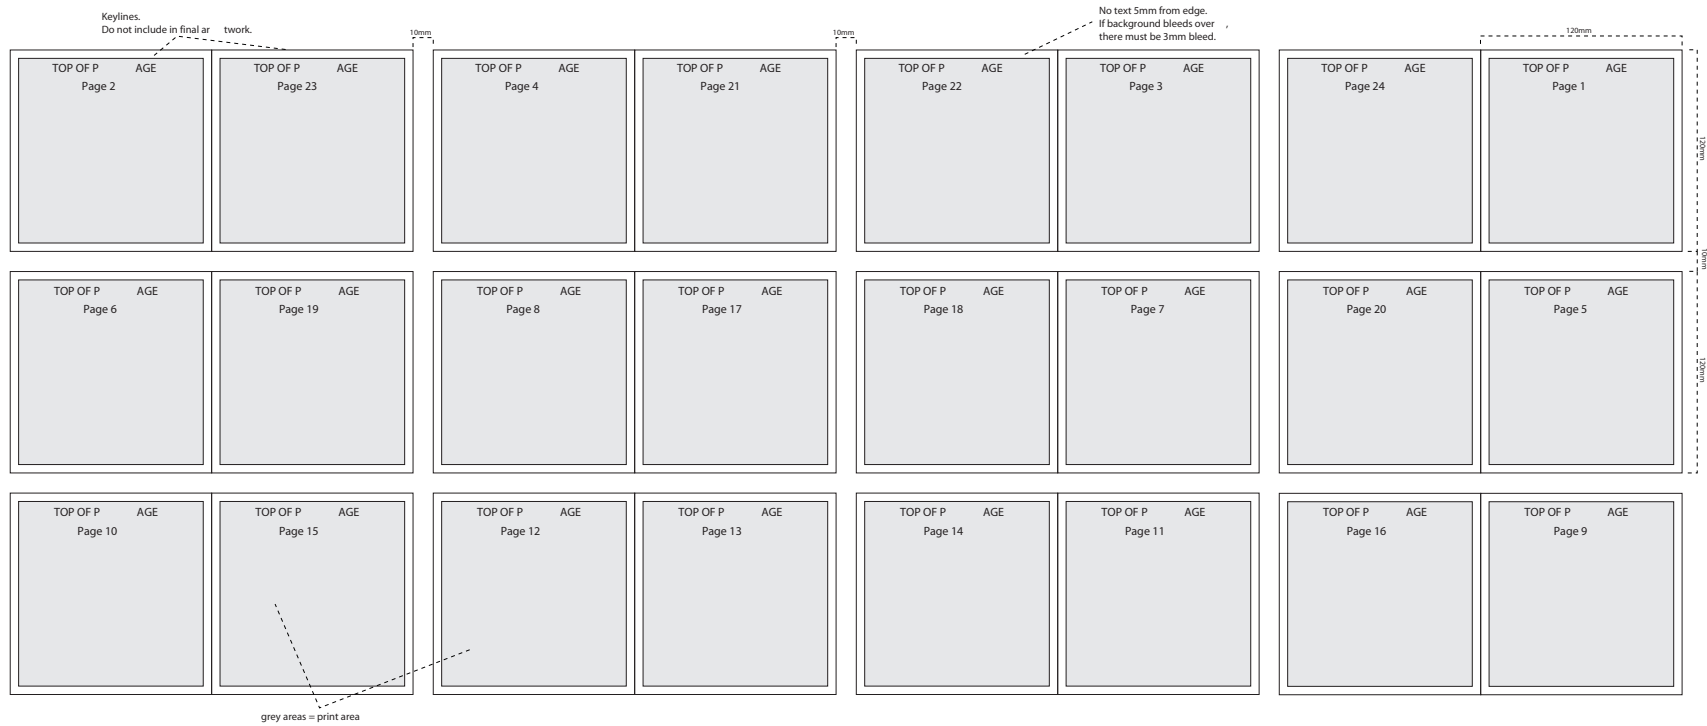 Keylines.
Do not include in final ar twork.
10mm
10mm
No text 5mm from edge.
If background bleeds over ,
there must be 3mm bleed.
120mm
TOP OF P AGE
Page 2
TOP OF P AGE
Page 23
TOP OF P AGE
Page 4
TOP OF P AGE
Page 21
TOP OF P AGE
Page 22
TOP OF P AGE
Page 3
TOP OF P AGE
Page 24
TOP OF P AGE
Page 1
120mm
10mm
TOP OF P AGE
Page 6
TOP OF P AGE
Page 19
TOP OF P AGE
Page 8
TOP OF P AGE
Page 17
TOP OF P AGE
Page 18
TOP OF P AGE
Page 7
TOP OF P AGE
Page 20
TOP OF P AGE
Page 5
120mm
TOP OF P AGE
Page 10
TOP OF P AGE
Page 15
TOP OF P AGE
Page 12
TOP OF P AGE
Page 13
TOP OF P AGE
Page 14
TOP OF P AGE
Page 11
TOP OF P AGE
Page 16
TOP OF P AGE
Page 9
grey areas = print area